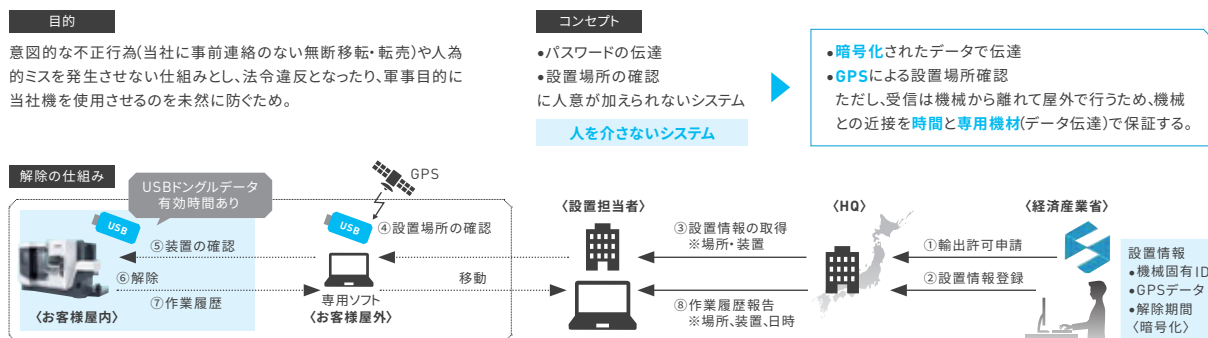 目的
意図的な不正行為(当社に事前連絡のない無断移転・転売)や人為
的ミスを発生させない仕組みとし、法令違反となったり、軍事目的に
当社機を使用させるのを未然に防ぐため。
コンセプト
•パスワードの伝達
•設置場所の確認
に人意が加えられないシステム
人を介さないシステム
•暗号化されたデータで伝達
•GPSによる設置場所確認
ただし、受信は機械から離れて屋外で行うため、機械
との近接を時間と専用機材(データ伝達)で保証する。
解除の仕組み
USBドングルデータ
有効時間あり
USB
⑤装置の確認
⑥解除
⑦作業履歴
〈お客様屋内〉
GPS
USB
④設置場所の確認
移動
専用ソフト
〈お客様屋外〉
〈設置担当者〉
③設置情報の取得
※場所・装置
⑧作業履歴報告
※場所、装置、日時
〈HQ〉
①輸出許可申請
②設置情報登録
〈経済産業省〉
設置情報
•機械固有ID
•GPSデータ
•解除期間
〈暗号化〉